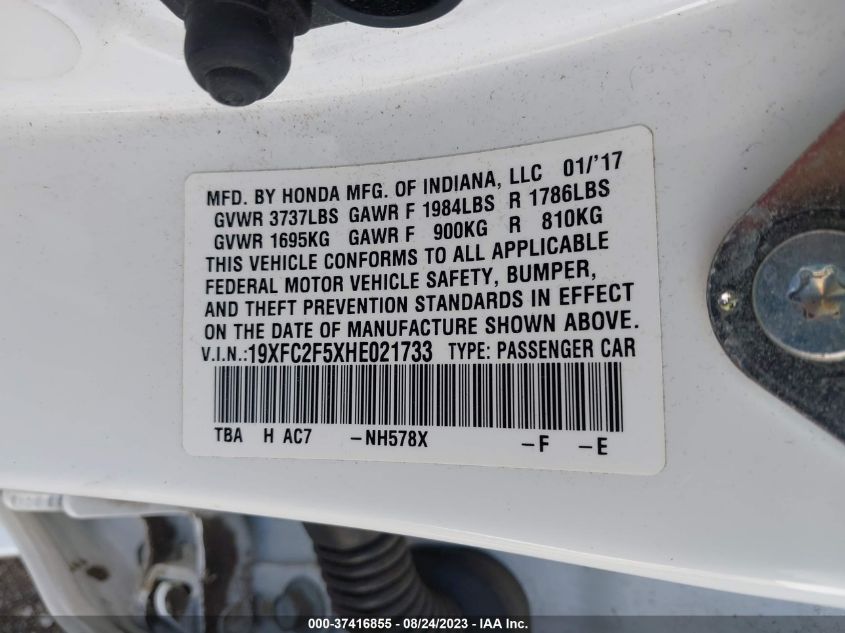 MFD. BY HONDA MFG. OF INDIANA, LLC 01/'17
GVWR 3737LBS GAWR F 1984LBS R 1786LBS
GVWR 1695KG GAWR F 900KG R 810KG
THIS VEHICLE CONFORMS TO ALL APPLICABLE
FEDERAL MOTOR VEHICLE SAFETY, BUMPER,
AND THEFT PREVENTION STANDARDS IN EFFECT
ON THE DATE OF MANUFACTURE SHOWN ABOVE.
V.I.N.:19XFC2F5XHE021733 TYPE: PASSENGER CAR
TBA H AC7 -NH578X -F -E
000-37416855 - 08/24/2023 - IAA Inc.